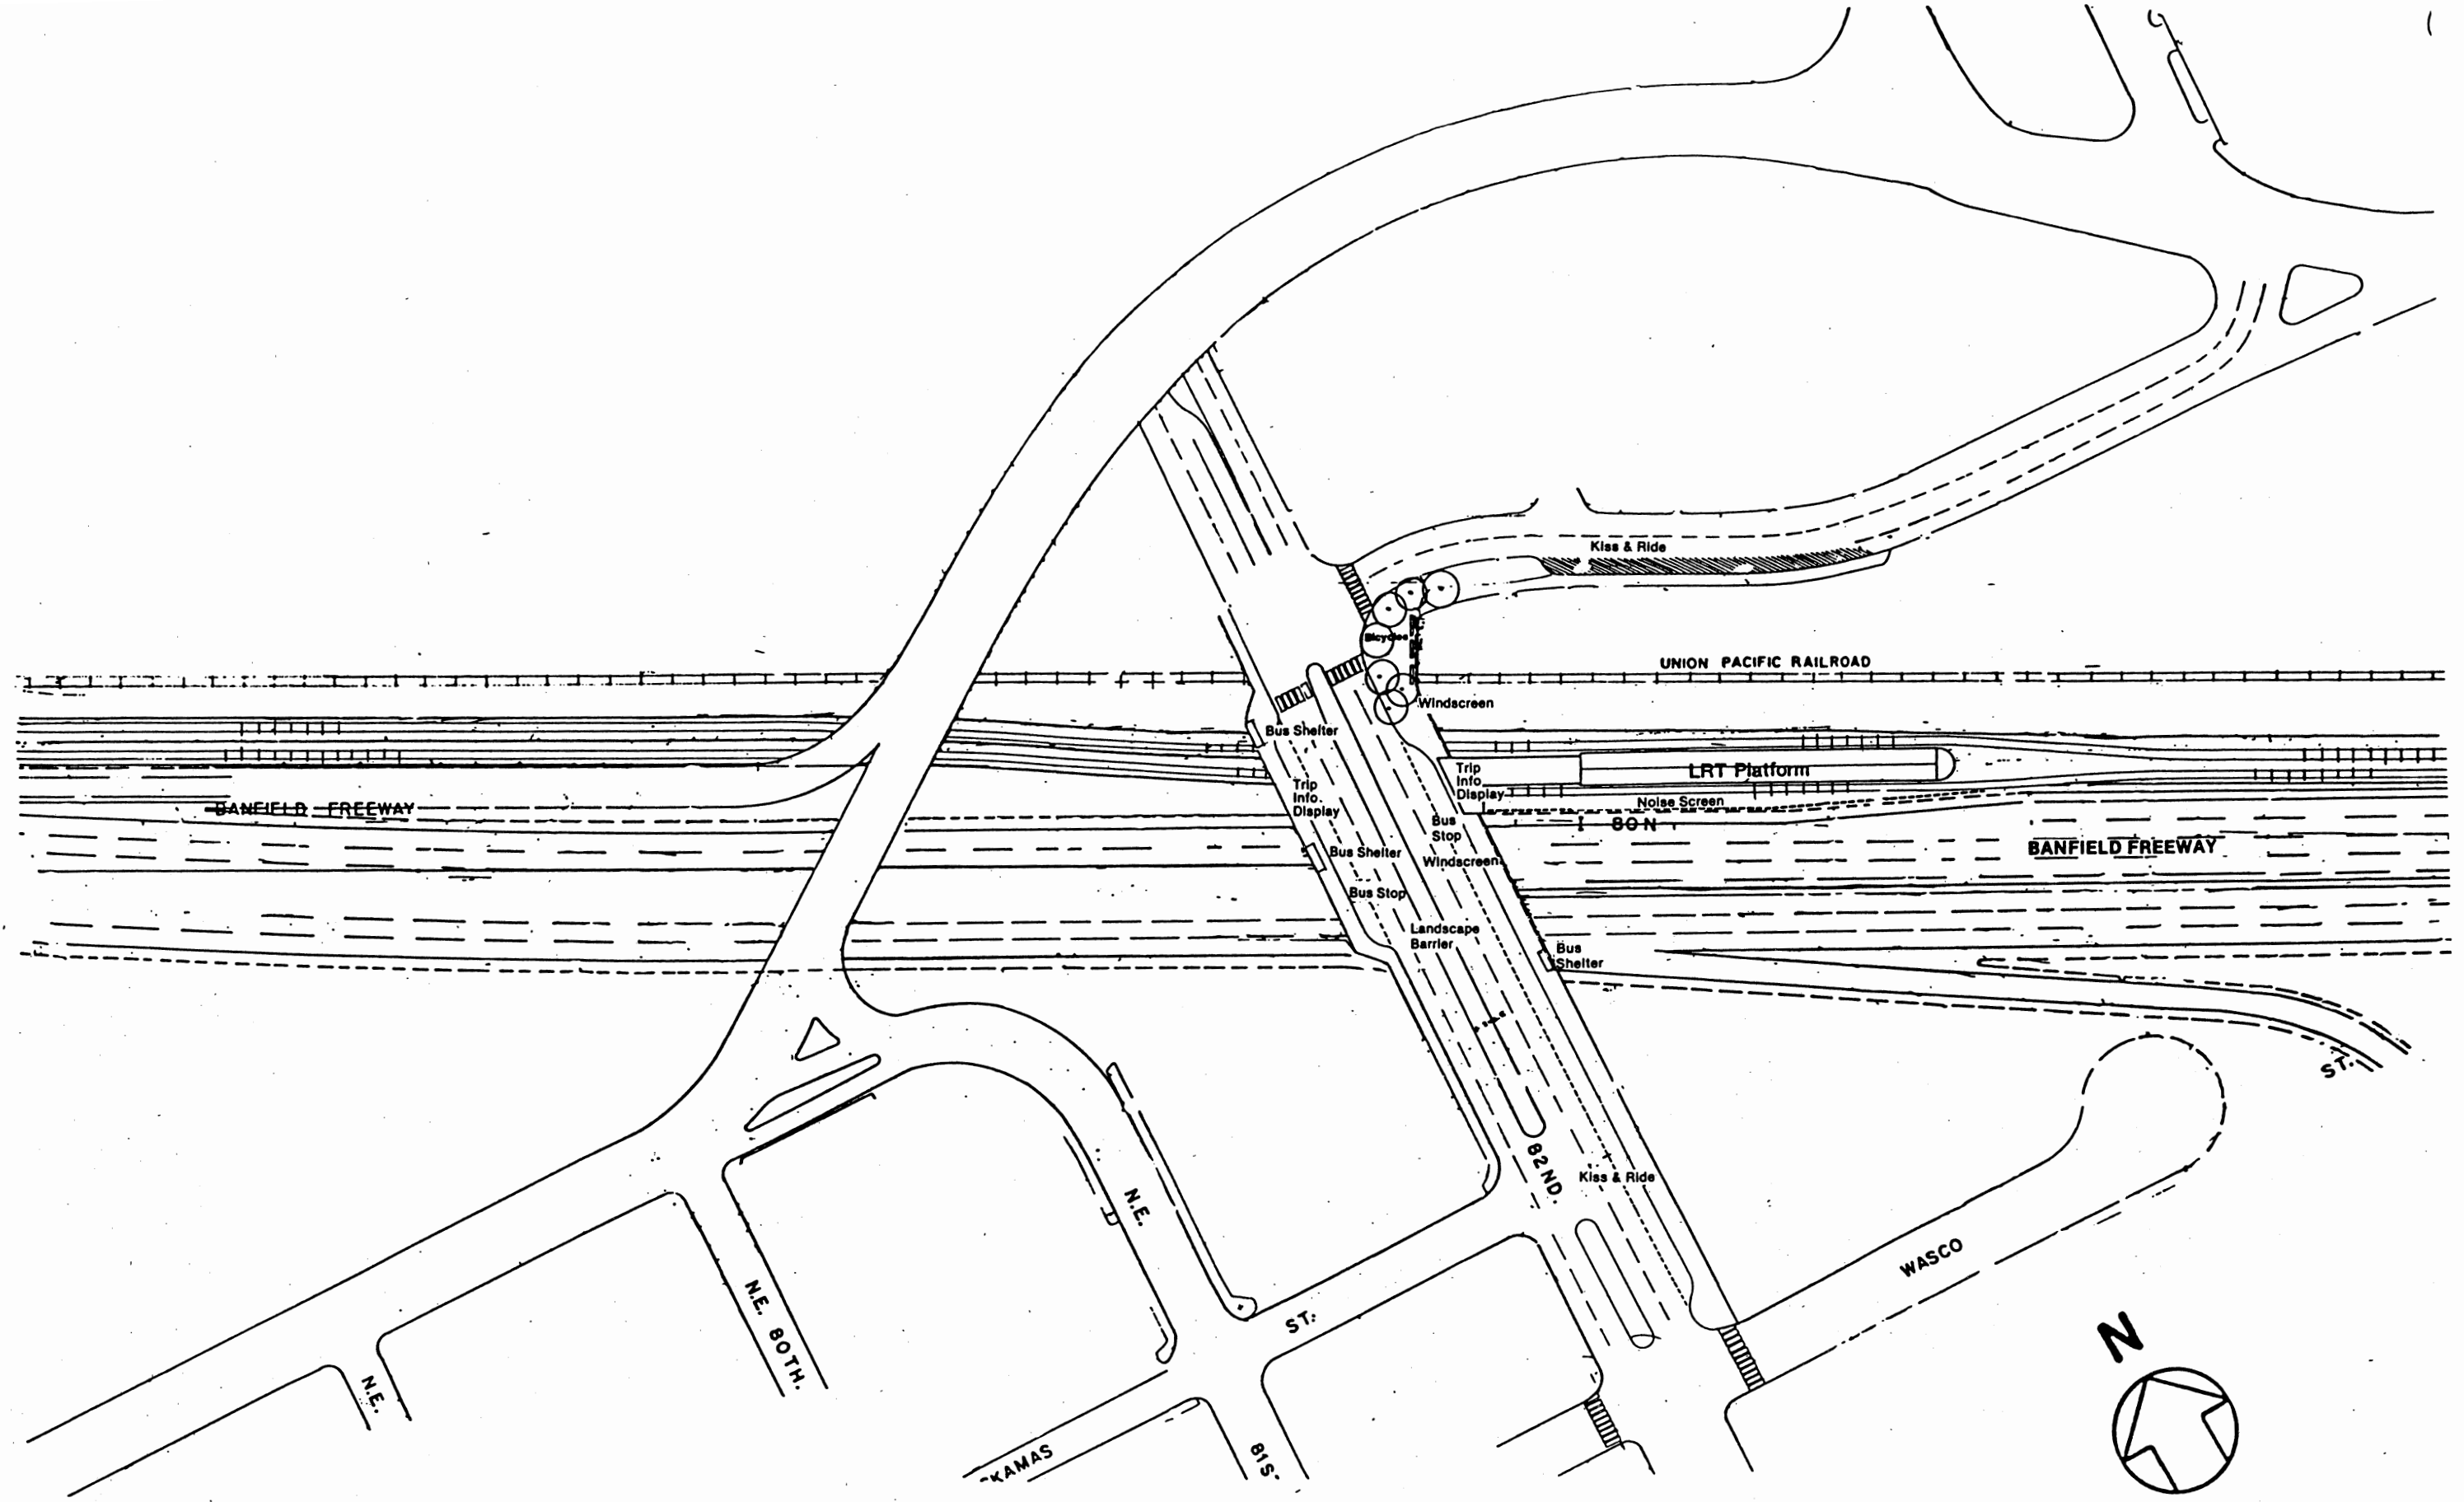 Kiss & Ride
Bicycles
UNION PACIFIC RAILROAD
Windscreen
Bus Shelter
LRT Platform
Trip
Info.
Display
Trip
Info.
Display
Noise Screen
BANFIELD FREEWAY
I 80N
Bus
Stop
BANFIELD FREEWAY
Bus Shelter
Windscreen
Bus Stop
Landscape
Barrier
Bus
Shelter
ST.
82ND.
Kiss & Ride
N.E.
WASCO
N.E. 80TH.
ST.
N
N.E.
KAMAS
81S